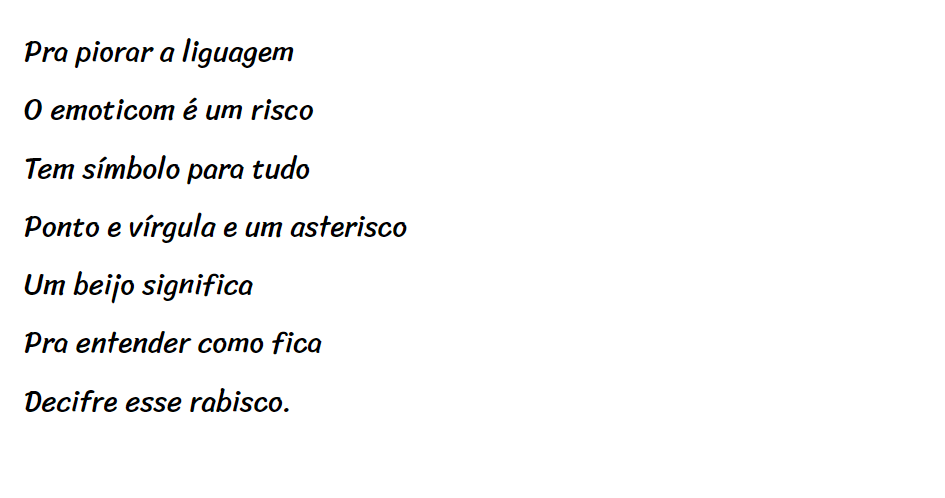 Pra piorar a liguagem
O emoticom é um risco
Tem símbolo para tudo
Ponto e vírgula e um asterisco
Um beijo significa
Pra entender como fica
Decifre esse rabisco.